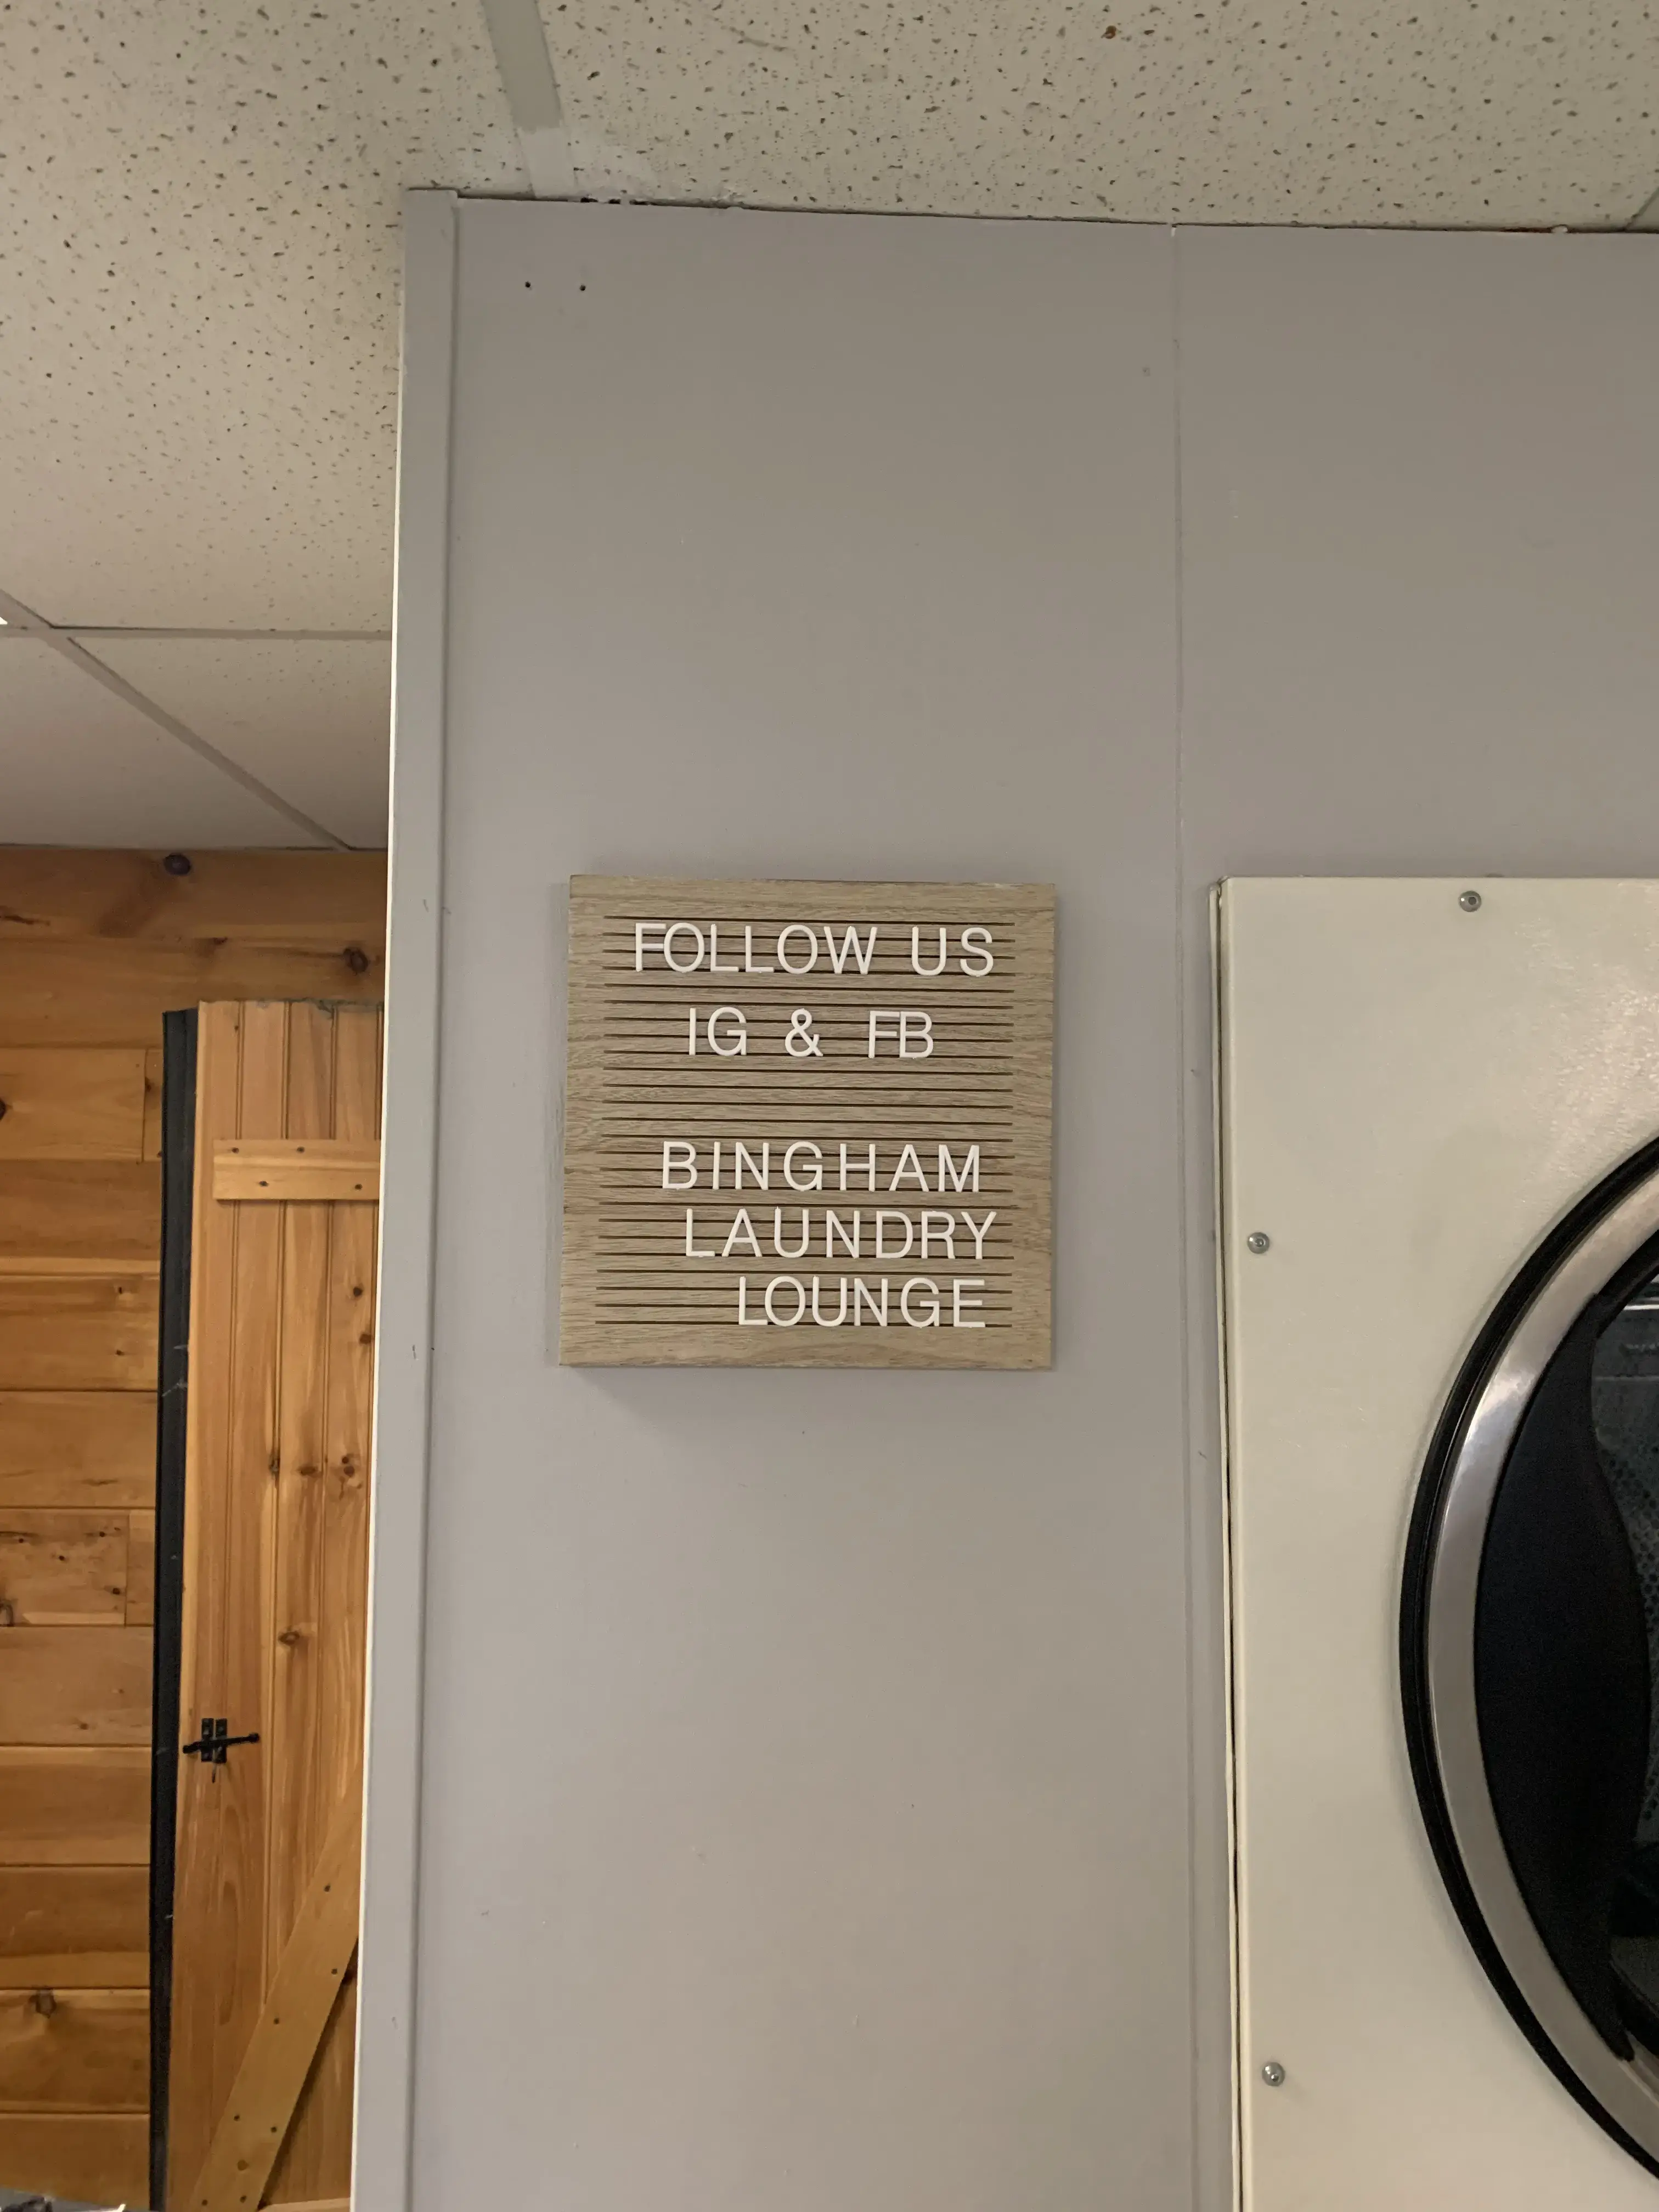 FOLLOW US
IG & FB
BINGHAM
LAUNDRY
LOUNGE